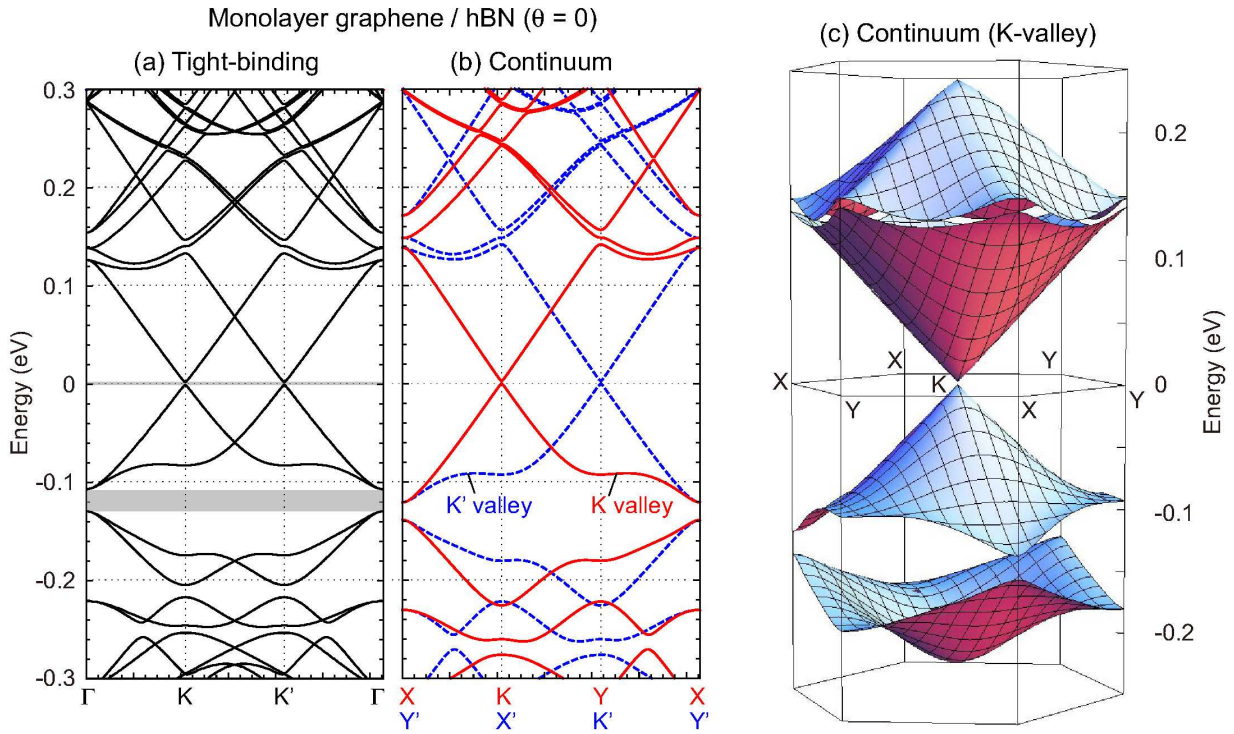 Monolayer graphene / hBN (θ = 0)
(a) Tight-binding
(b) Continuum
(c) Continuum (K-valley)
Energy (eV)
0.3
0.2
0.1
0
-0.1
-0.2
-0.3
Γ K K' Γ
K' valley
K valley
X K Y X
Y' X' K' Y'
X
X
K
Y
Y
X
Y
0.2
0.1
0
-0.1
-0.2
Energy (eV)